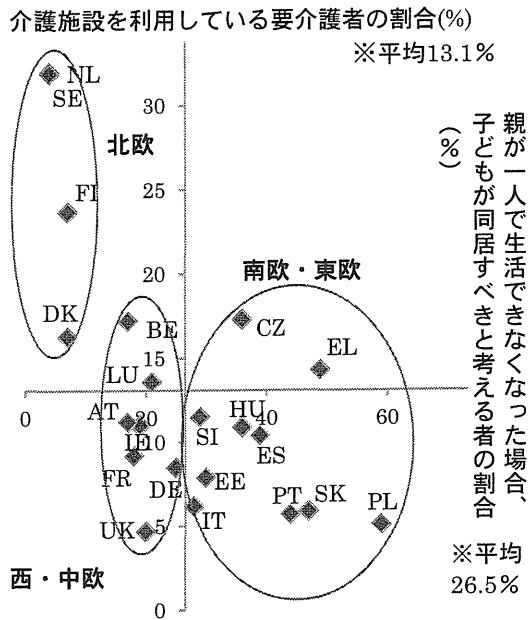 介護施設を利用している要介護者の割合(%)
※平均13.1%
30
NL
SE
北欧
FI
25
20
南欧・東欧
DK
BE
CZ
EL
15
LU
0
20
40
60
AT
IE
10
SI
HU
ES
FR
DE
EE
IT
PT
SK
PL
UK
5
西・中欧
0
親が一人で生活できなくなった場合、
子どもが同居すべきと考える者の割合
(%)
※平均
26.5%